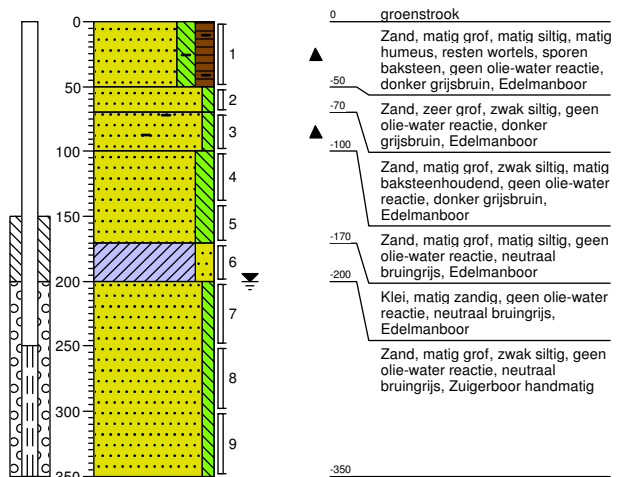 0
50
100
150
200
250
300
350
1
2
3
4
5
6
7
8
9
0 groenstrook
Zand, matig grof, matig siltig, matig
humeus, resten wortels, sporen
baksteen, geen olie-water reactie,
donker grijsbruin, Edelmanboor
-50
Zand, zeer grof, zwak siltig, geen
olie-water reactie, donker
grijsbruin, Edelmanboor
-70
Zand, matig grof, zwak siltig, matig
baksteenhoudend, geen olie-water
reactie, donker grijsbruin,
Edelmanboor
-100
Zand, matig grof, matig siltig, geen
olie-water reactie, neutraal
bruingrijs, Edelmanboor
-170
Klei, matig zandig, geen olie-water
reactie, neutraal bruingrijs,
Edelmanboor
-200
Zand, matig grof, zwak siltig, geen
olie-water reactie, neutraal
bruingrijs, Zuigerboor handmatig
-350